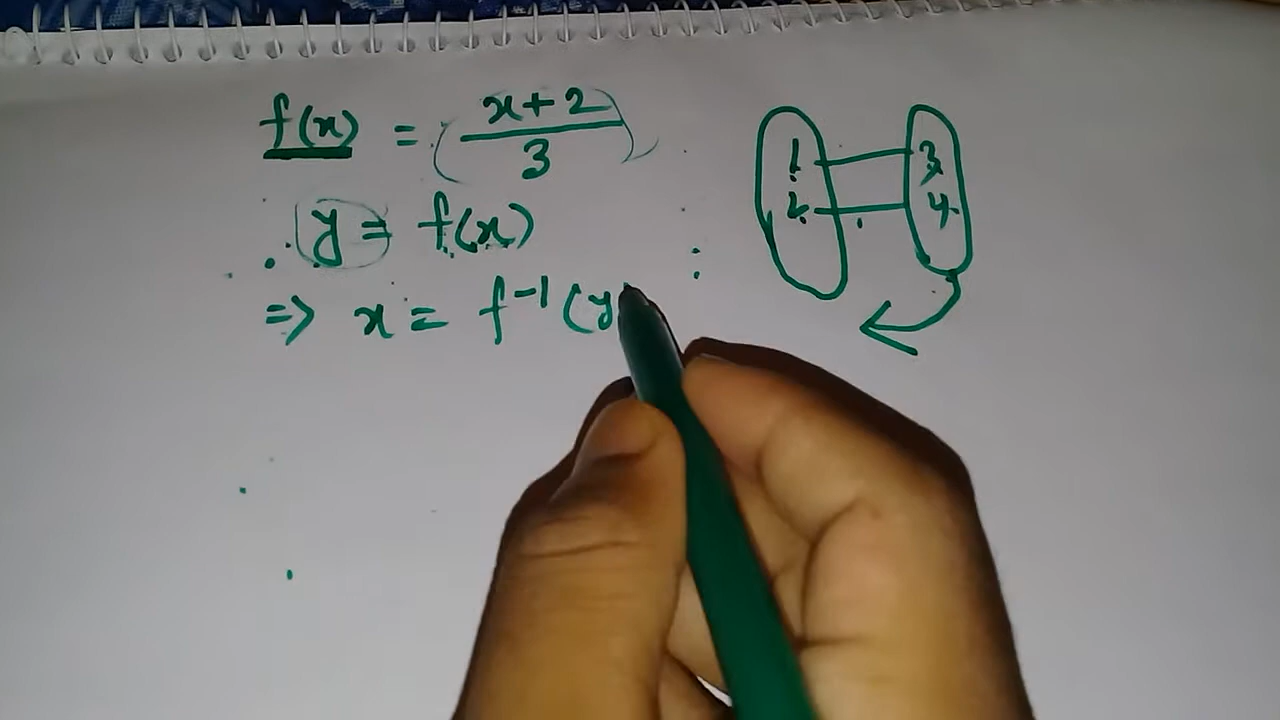 f(x) = (x+2/3)
y = f(x)
=> x = f⁻¹(y
1 3
2 4